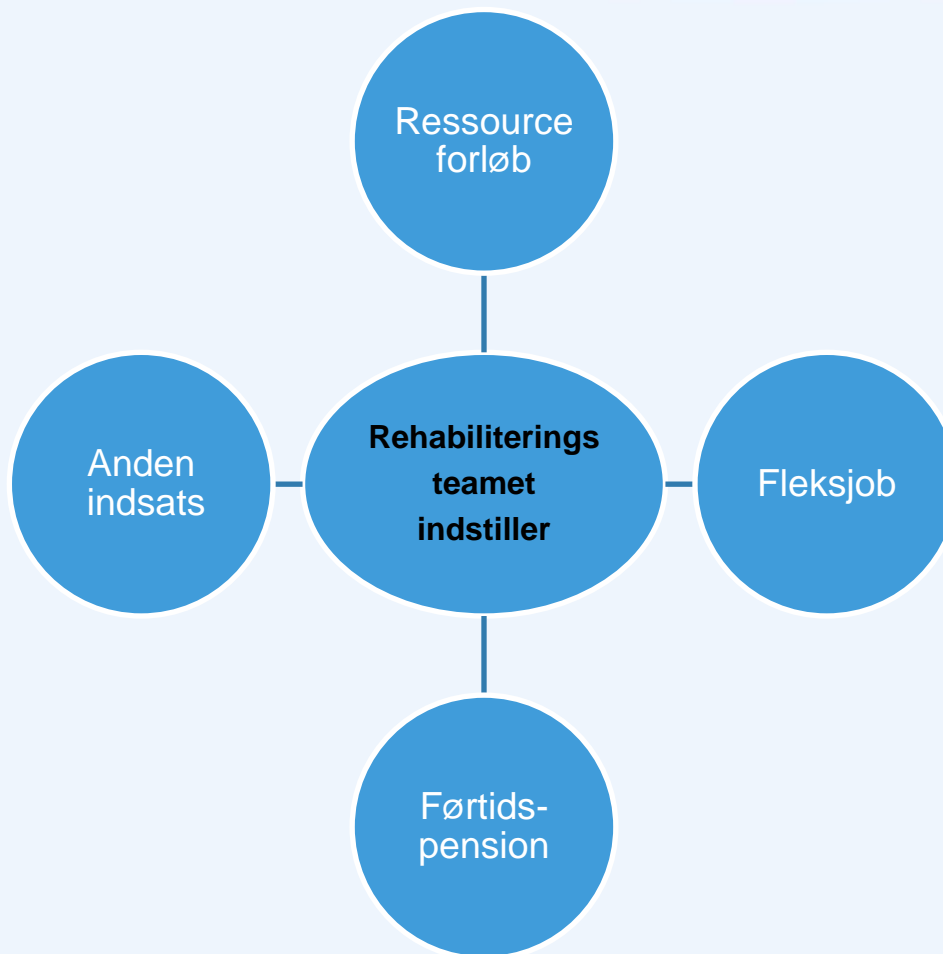 Ressource
forløb
Anden
indsats
Rehabiliterings
teamet
indstiller
Fleksjob
Førtids-
pension